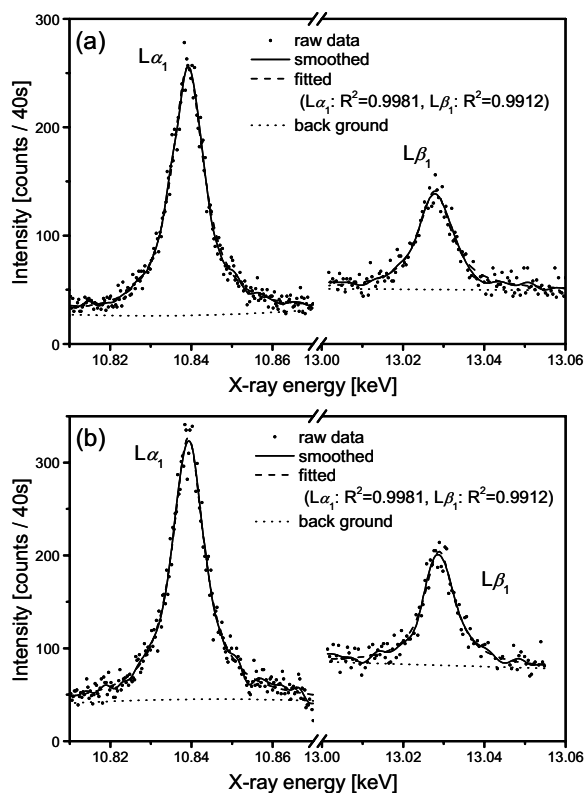 (a)
Lα₁
raw data
smoothed
fitted
(Lα₁: R²=0.9981, Lβ₁: R²=0.9912)
back ground
Lβ₁
Intensity [counts / 40s]
300
200
100
0
10.82 10.84 10.86 13.00 13.02 13.04 13.06
X-ray energy [keV]
(b)
Lα₁
raw data
smoothed
fitted
(Lα₁: R²=0.9981, Lβ₁: R²=0.9912)
back ground
Lβ₁
Intensity [counts / 40s]
300
200
100
0
10.82 10.84 10.86 13.00 13.02 13.04 13.06
X-ray energy [keV]